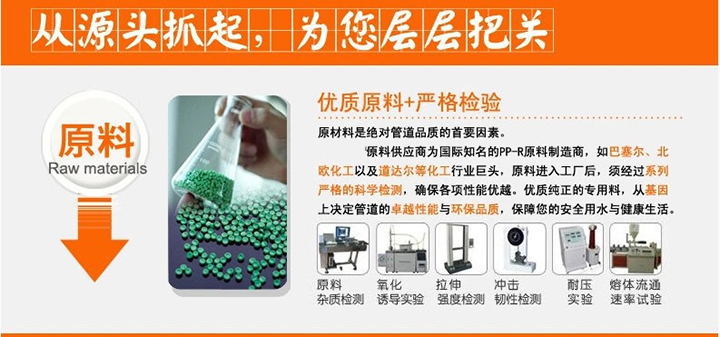 从源头抓起，为您层层把关
原料
Raw materials
优质原料+严格检验
原材料是绝对管道品质的首要因素。
原料供应商为国际知名的PP-R原料制造商，如巴塞尔、北
欧化工以及道达尔等化工行业巨头，原料进入工厂后，须经过系列
严格的科学检测，确保各项性能优越。优质纯正的专用料，从基因
上决定管道的卓越性能与环保品质，保障您的安全用水与健康生活。
原料 氧化 拉伸 冲击 耐压 熔体流通
杂质检测 诱导实验 强度检测 韧性检测 实验 速率试验